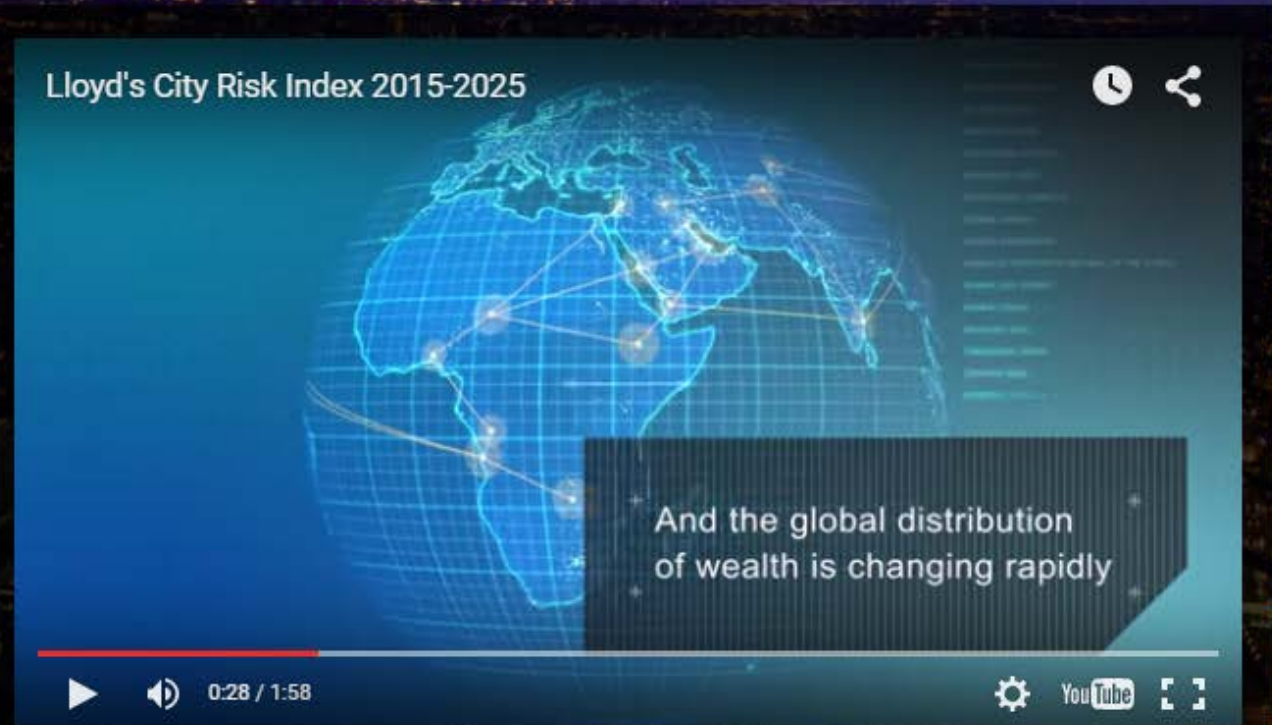 Lloyd's City Risk Index 2015-2025
And the global distribution
of wealth is changing rapidly
0:28 / 1:58
YouTube